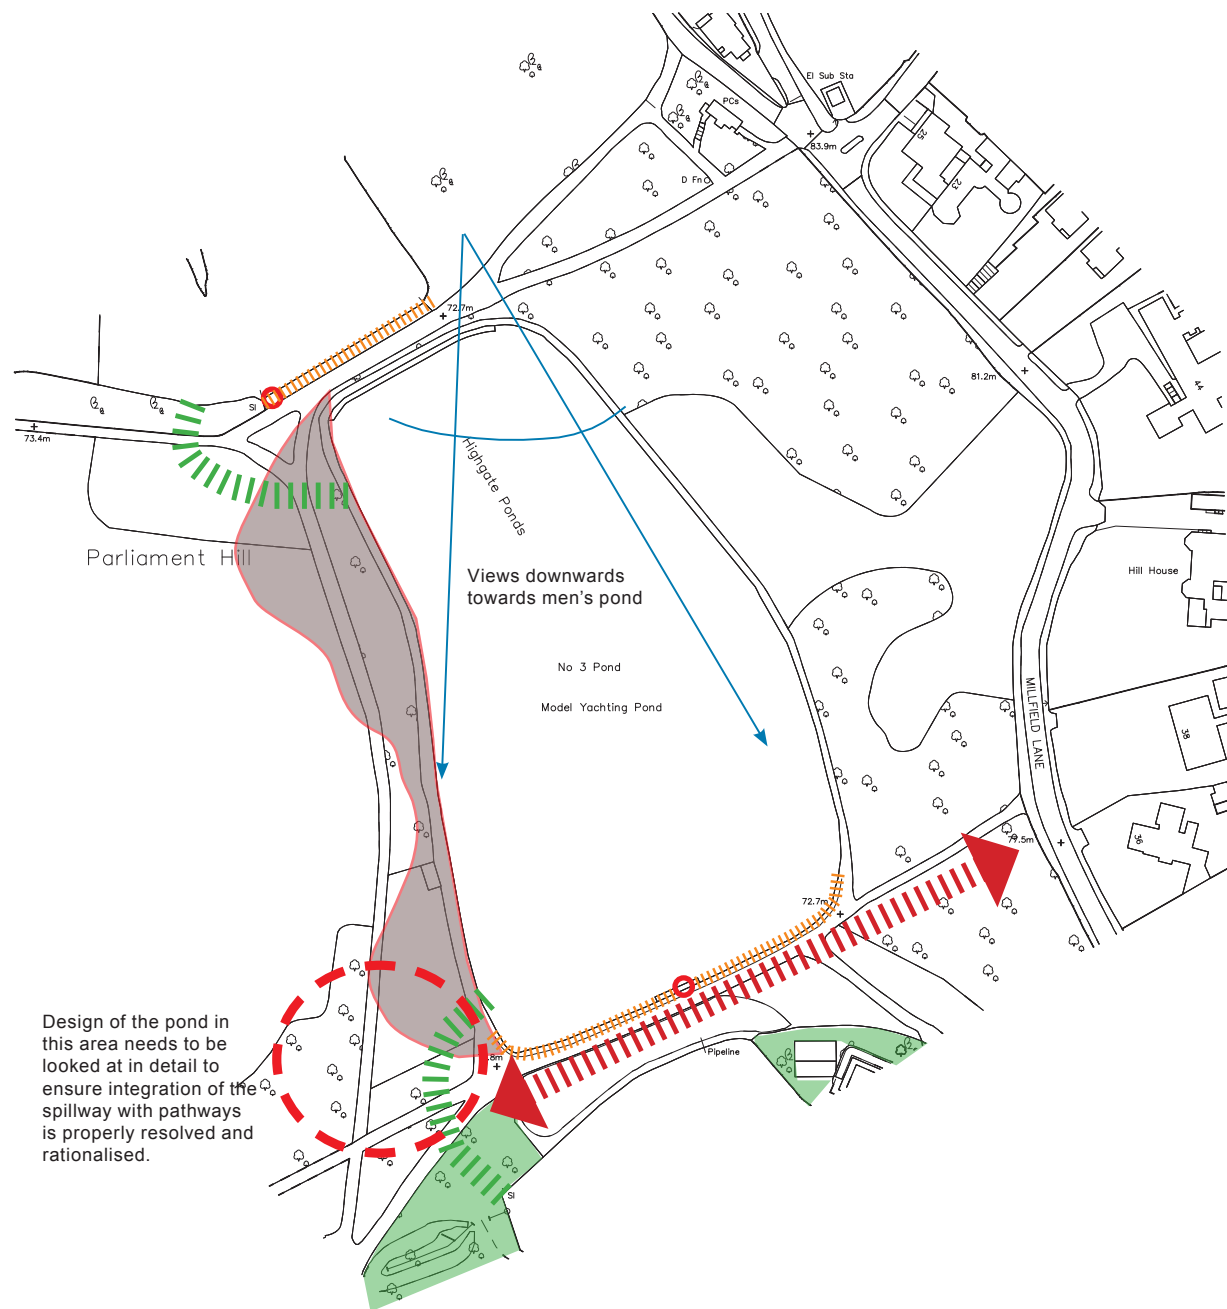 El Sub Sta
PCs
83.9m
25
23
D Fn
72.7m
81.2m
44
Sl
73.4m
Highgate Ponds
Parliament Hill
Hill House
Views downwards
towards men's pond
No 3 Pond
Model Yachting Pond
MILLFIELD LANE
38
36
77.5m
72.7m
Design of the pond in
this area needs to be
looked at in detail to
ensure integration of the
spillway with pathways
is properly resolved and
rationalised.
Pipeline
Sl